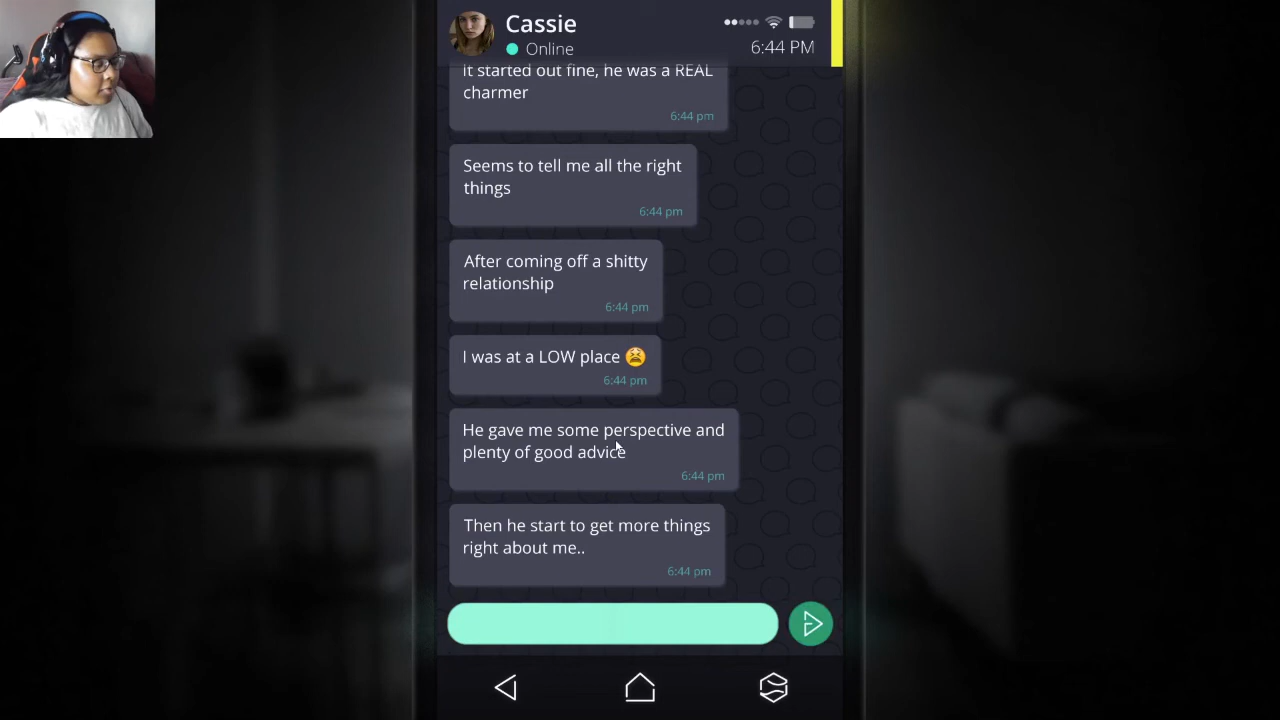 Cassie
Online
6:44 PM
it started out fine, he was a REAL
charmer
6:44 pm
Seems to tell me all the right
things
6:44 pm
After coming off a shitty
relationship
6:44 pm
I was at a LOW place 😫
6:44 pm
He gave me some perspective and
plenty of good advice
6:44 pm
Then he start to get more things
right about me..
6:44 pm